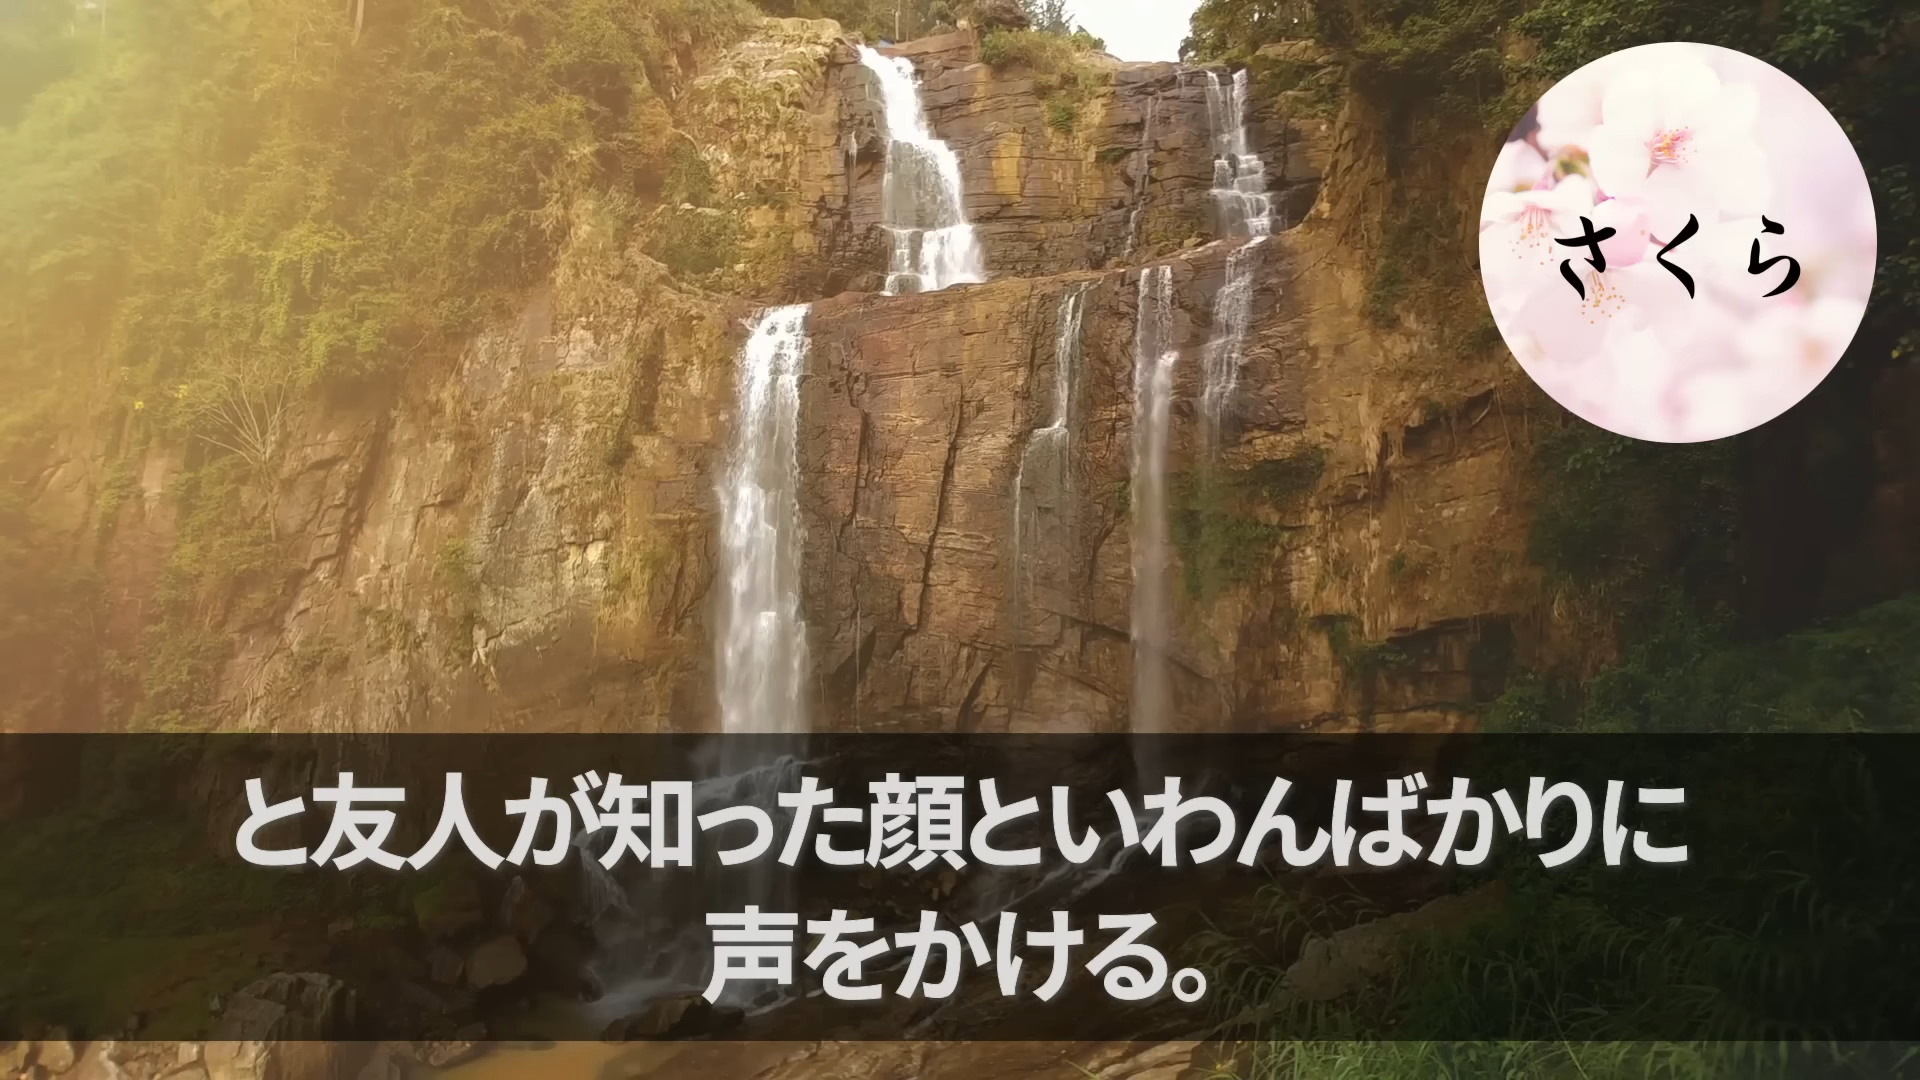 さくら
と友人が知った顔といわんばかりに
声をかける。